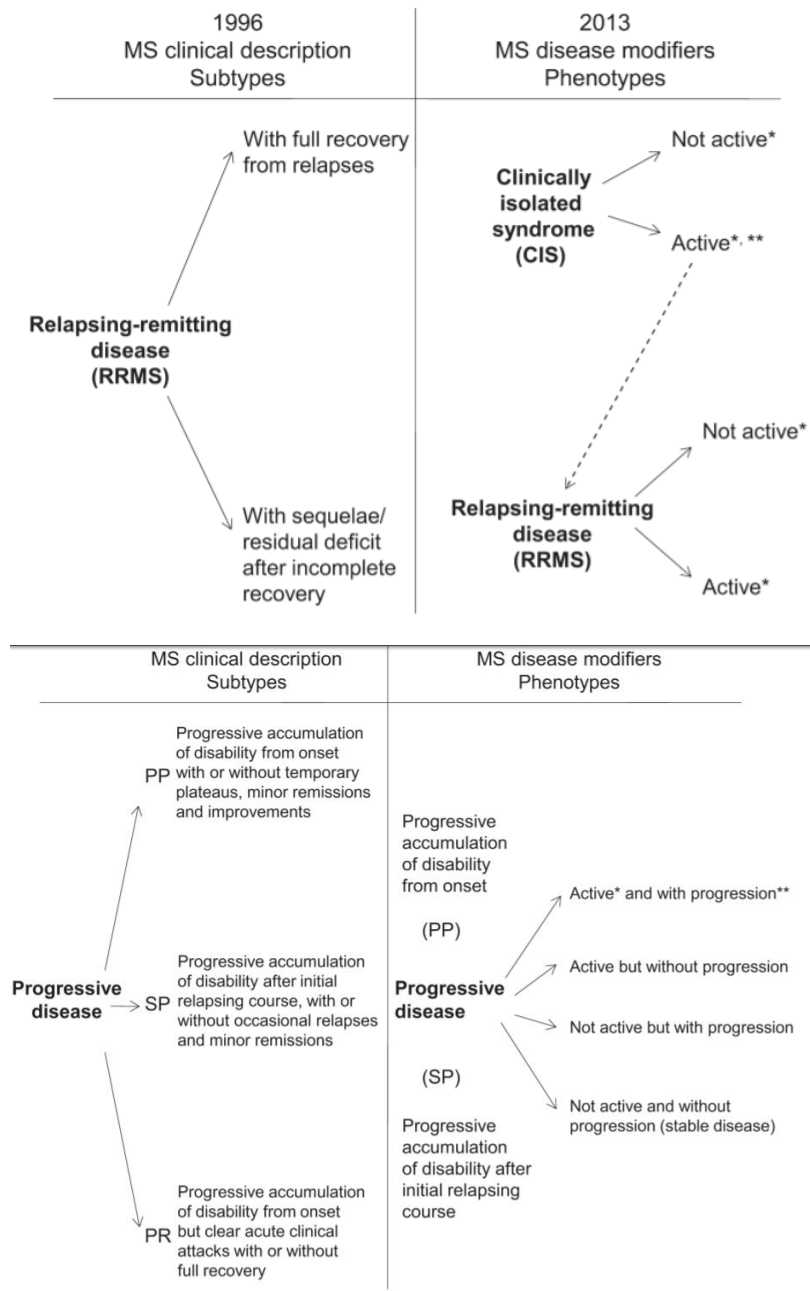 1996
MS clinical description
Subtypes
2013
MS disease modifiers
Phenotypes
With full recovery
from relapses
Relapsing-remitting
disease
(RRMS)
With sequelae/
residual deficit
after incomplete
recovery
Not active*
Clinically
isolated
syndrome
(CIS)
Active*, **
Not active*
Relapsing-remitting
disease
(RRMS)
Active*
MS clinical description
Subtypes
MS disease modifiers
Phenotypes
Progressive accumulation
of disability from onset
PP with or without temporary
plateaus, minor remissions
and improvements
Progressive
disease
Progressive accumulation
of disability after initial
SP relapsing course, with or
without occasional relapses
and minor remissions
Progressive accumulation
of disability from onset
PR but clear acute clinical
attacks with or without
full recovery
Progressive
accumulation
of disability
from onset
(PP)
Progressive
disease
(SP)
Progressive
accumulation
of disability after
initial relapsing
course
Active* and with progression**
Active but without progression
Not active but with progression
Not active and without
progression (stable disease)